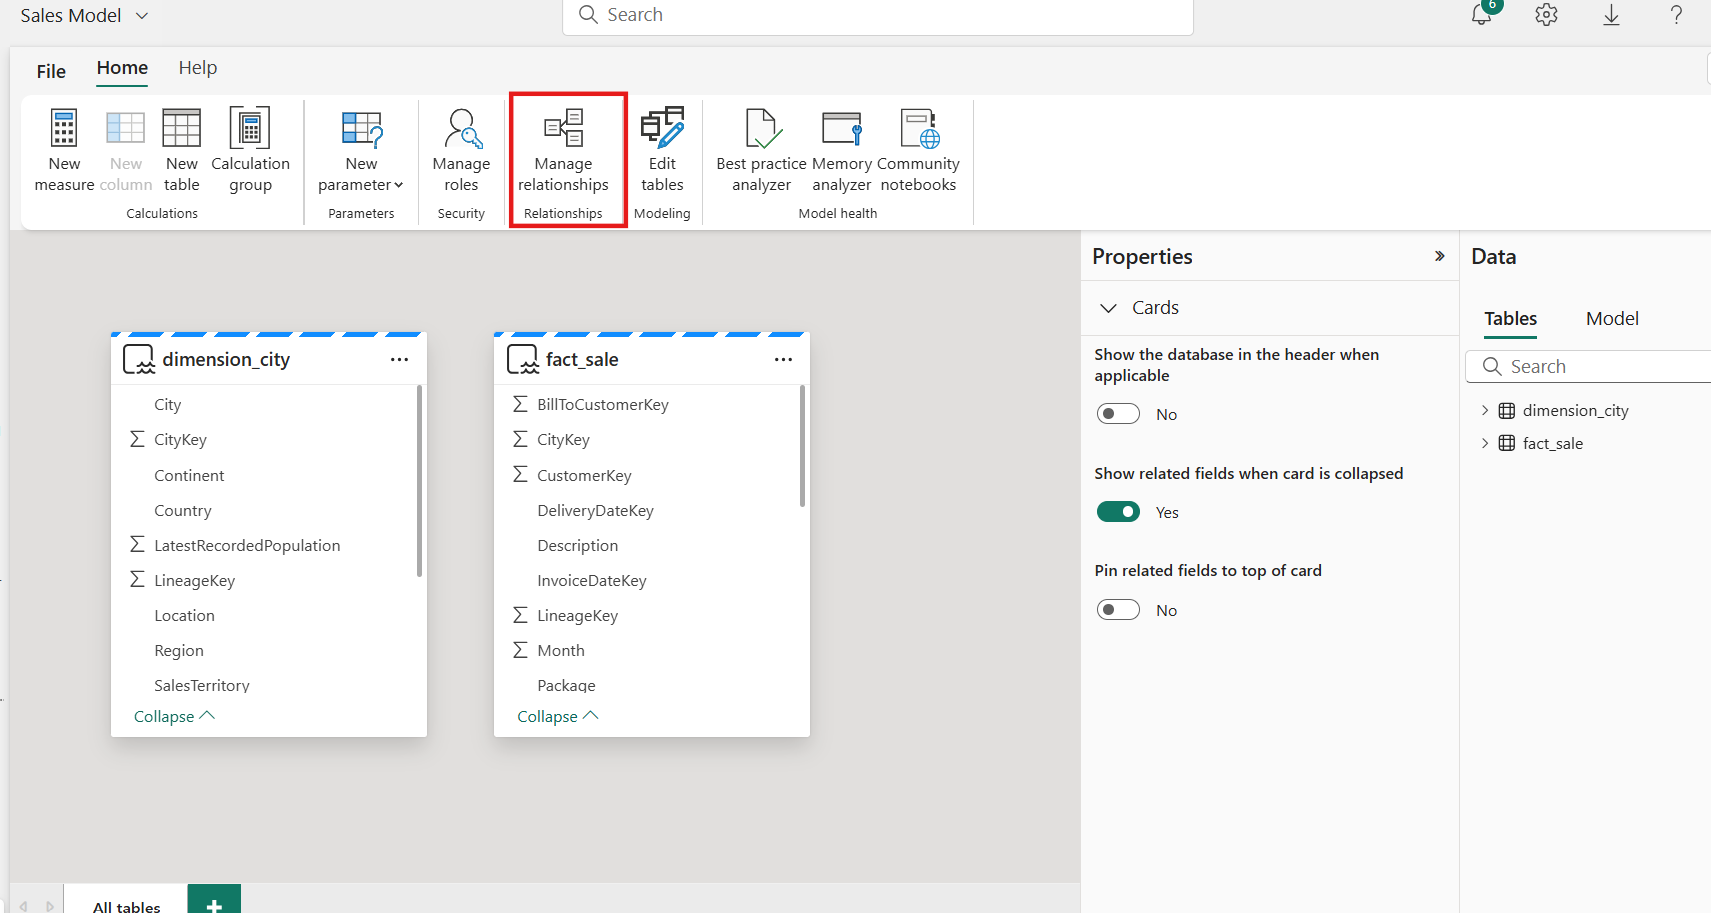 Sales Model
Search
6
File
Home
Help
New measure
New column
New table
Calculation group
Calculations
New parameter
Parameters
Manage roles
Security
Manage relationships
Relationships
Edit tables
Modeling
Best practice analyzer
Memory analyzer
Community notebooks
Model health
dimension_city
City
CityKey
Continent
Country
LatestRecordedPopulation
LineageKey
Location
Region
SalesTerritory
Collapse
fact_sale
BillToCustomerKey
CityKey
CustomerKey
DeliveryDateKey
Description
InvoiceDateKey
LineageKey
Month
Package
Collapse
Properties
Cards
Show the database in the header when
applicable
No
Show related fields when card is collapsed
Yes
Pin related fields to top of card
No
Data
Tables
Model
Search
dimension_city
fact_sale
All tables